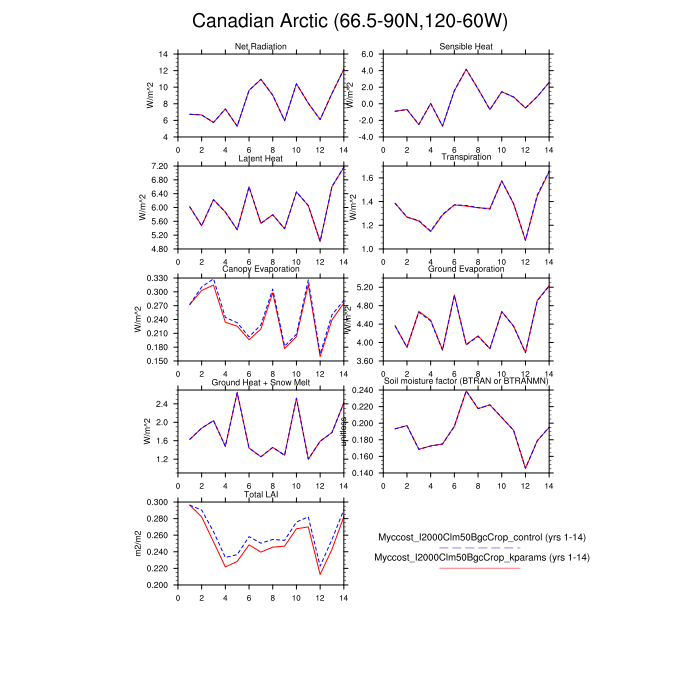 Canadian Arctic (66.5-90N,120-60W)
Net Radiation
W/m^2
14
12
10
8
6
4
0 2 4 6 8 10 12 14
Sensible Heat
W/m^2
6.0
4.0
2.0
0.0
-2.0
-4.0
0 2 4 6 8 10 12 14
Latent Heat
W/m^2
7.20
6.80
6.40
6.00
5.60
5.20
4.80
0 2 4 6 8 10 12 14
Transpiration
W/m^2
1.6
1.4
1.2
1.0
0 2 4 6 8 10 12 14
Canopy Evaporation
W/m^2
0.330
0.300
0.270
0.240
0.210
0.180
0.150
0 2 4 6 8 10 12 14
Ground Evaporation
W/m^2
5.20
4.80
4.40
4.00
3.60
0 2 4 6 8 10 12 14
Ground Heat + Snow Melt
W/m^2
2.4
2.0
1.6
1.2
0 2 4 6 8 10 12 14
Soil moisture factor (BTRAN or BTRANMN)
unitless
0.240
0.220
0.200
0.180
0.160
0.140
0 2 4 6 8 10 12 14
Total LAI
m2/m2
0.300
0.280
0.260
0.240
0.220
0.200
0 2 4 6 8 10 12 14
Myccost_I2000Clm50BgcCrop_control (yrs 1-14)
Myccost_I2000Clm50BgcCrop_kparams (yrs 1-14)